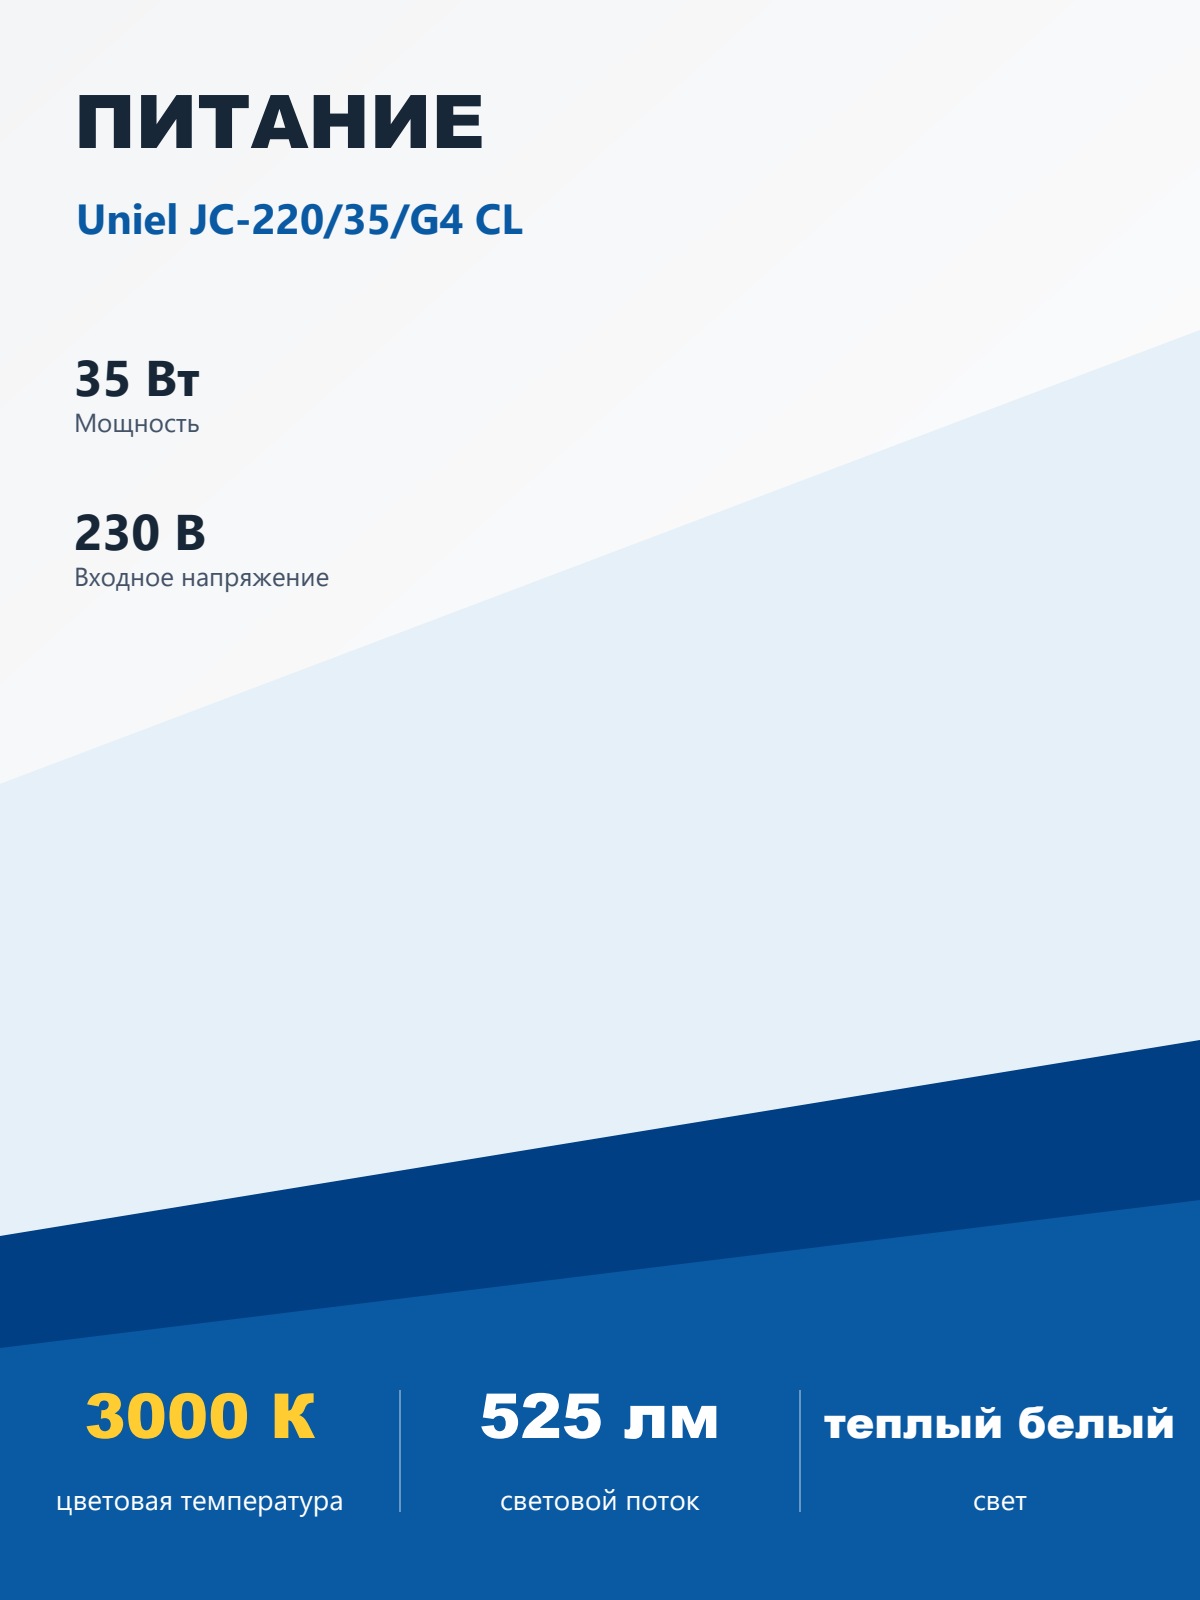 ПИТАНИЕ
Uniel JC-220/35/G4 CL
35 Вт
Мощность
230 В
Входное напряжение
3000 К
цветовая температура
525 лм
световой поток
теплый белый
свет